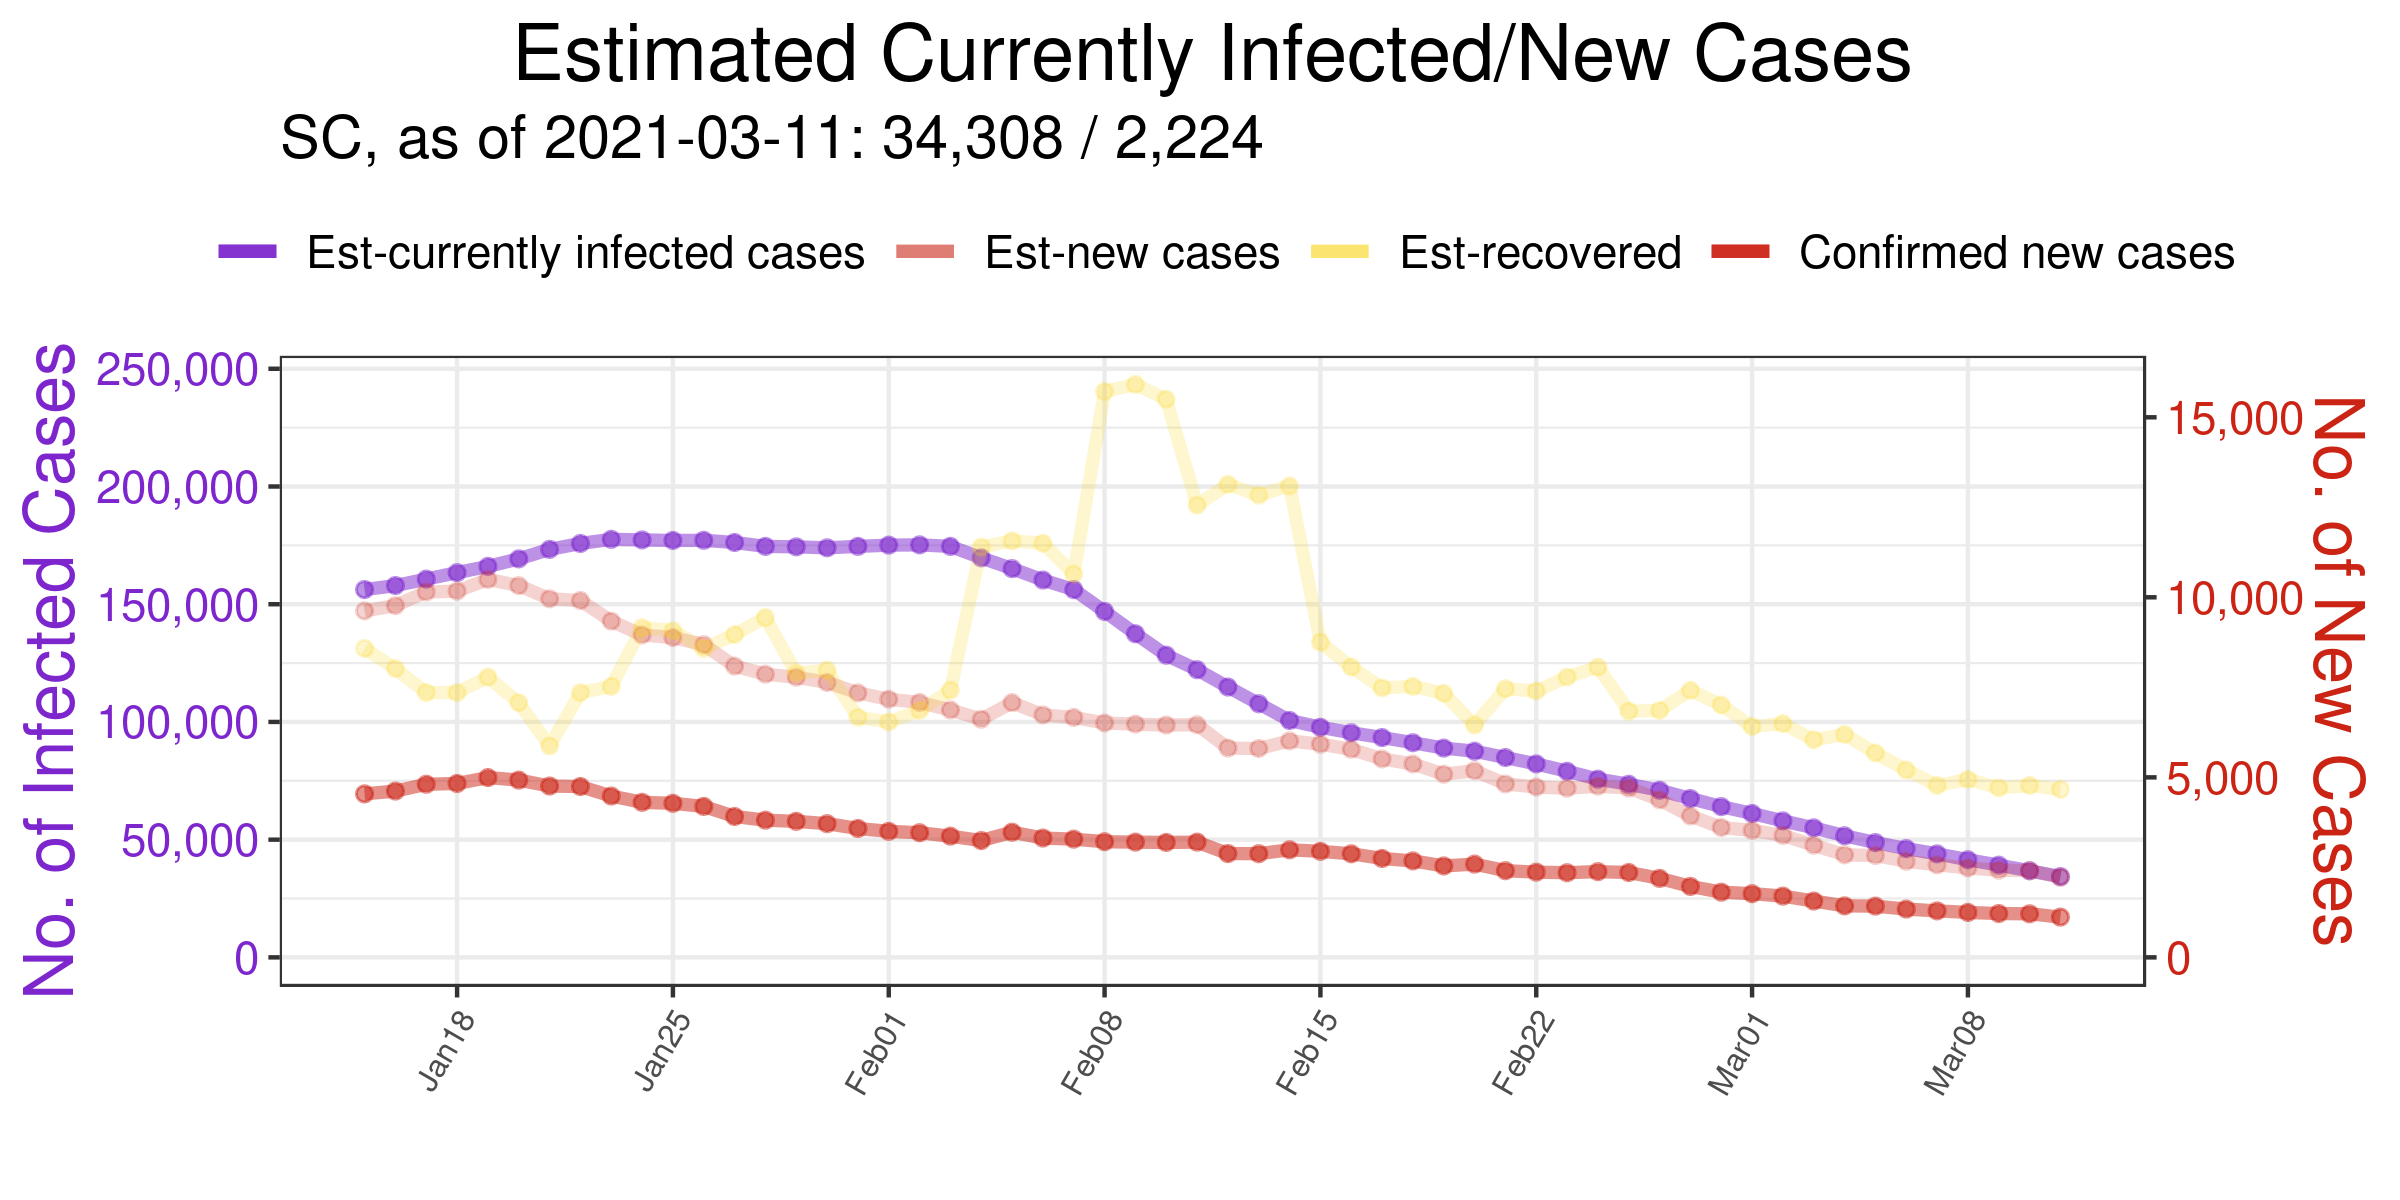 Estimated Currently Infected/New Cases
SC, as of 2021-03-11: 34,308 / 2,224
Est-currently infected cases Est-new cases Est-recovered Confirmed new cases
No. of Infected Cases
250,000
200,000
150,000
100,000
50,000
0
15,000
10,000
5,000
0
No. of New Cases
Jan18 Jan25 Feb01 Feb08 Feb15 Feb22 Mar01 Mar08